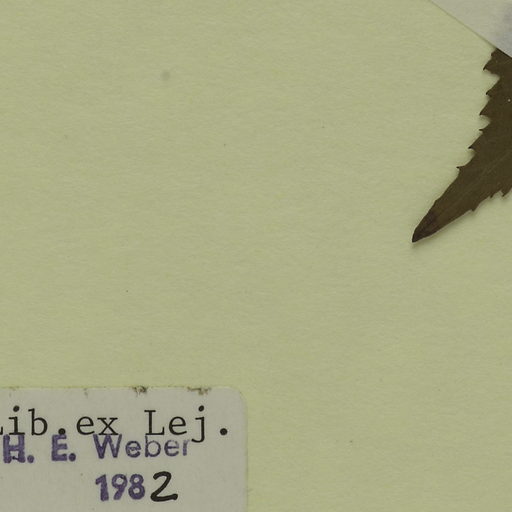 Lib.ex Lej.
H. E. Weber
1982